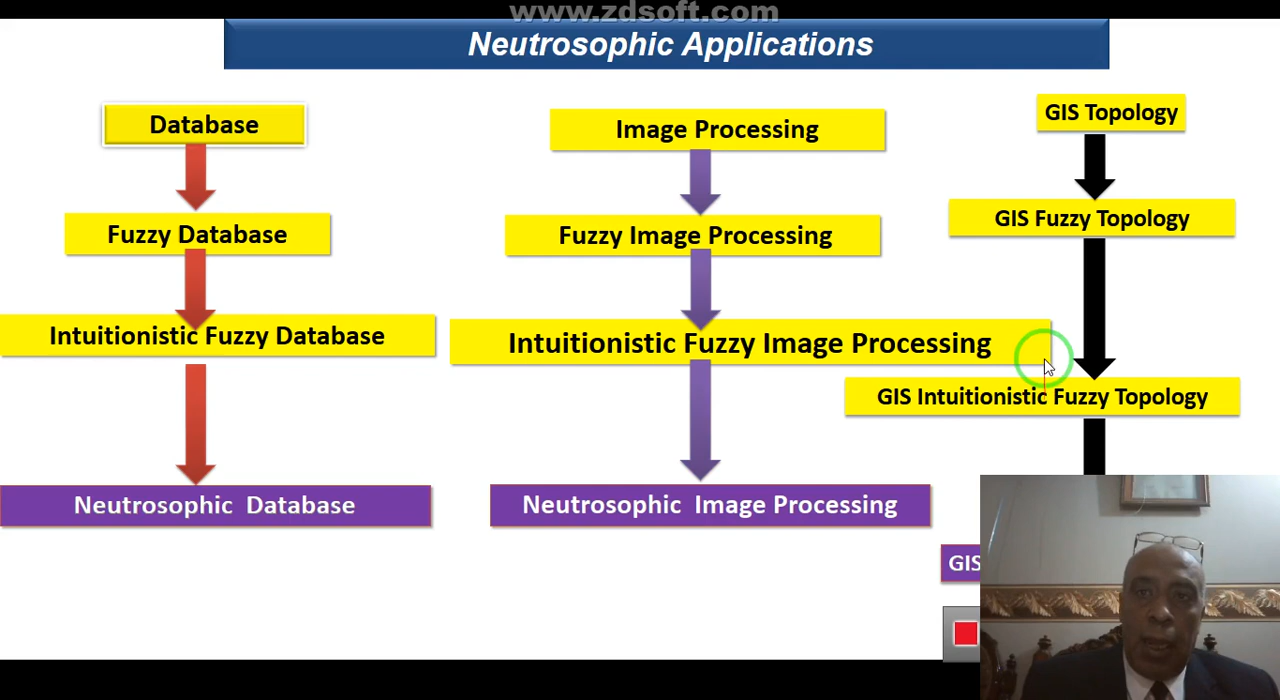 www.zdsoft.com
Neutrosophic Applications
Database
Fuzzy Database
Intuitionistic Fuzzy Database
Neutrosophic Database
Image Processing
Fuzzy Image Processing
Intuitionistic Fuzzy Image Processing
Neutrosophic Image Processing
GIS Topology
GIS Fuzzy Topology
GIS Intuitionistic Fuzzy Topology
GIS